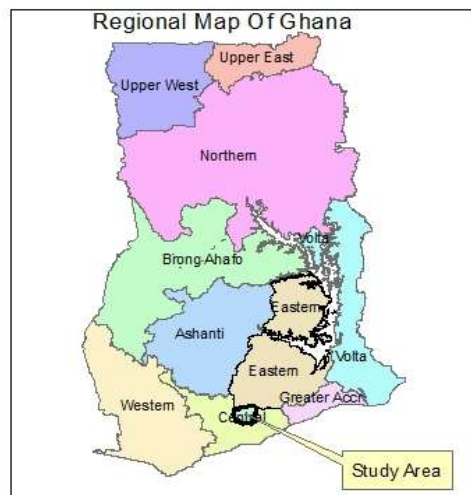 Regional Map Of Ghana
Upper East
Upper West
Northern
Volta
Brong Ahafo
Eastern
Ashanti
Volta
Eastern
Greater Accr
Western
Central
Study Area